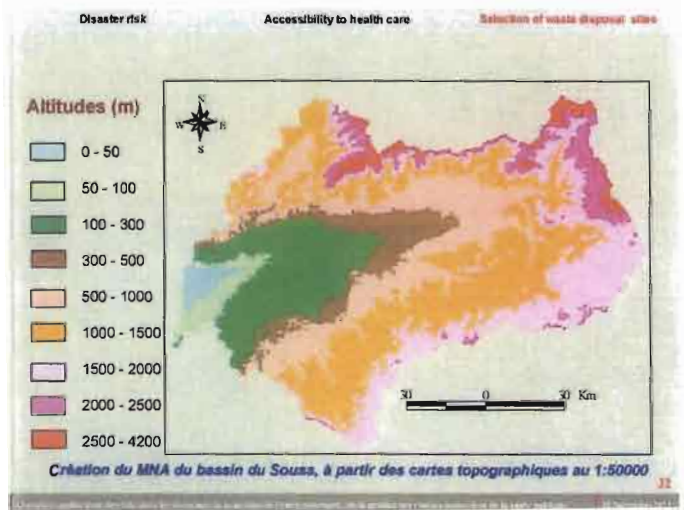 Disaster risk Accessibility to health care Selection of waste disposal sites
Altitudes (m)
N
W E
S
0 - 50
50 - 100
100 - 300
300 - 500
500 - 1000
1000 - 1500
1500 - 2000
2000 - 2500
2500 - 4200
30 0 30 Km
Création du MNA du bassin du Souss, à partir des cartes topographiques au 1:50000
32